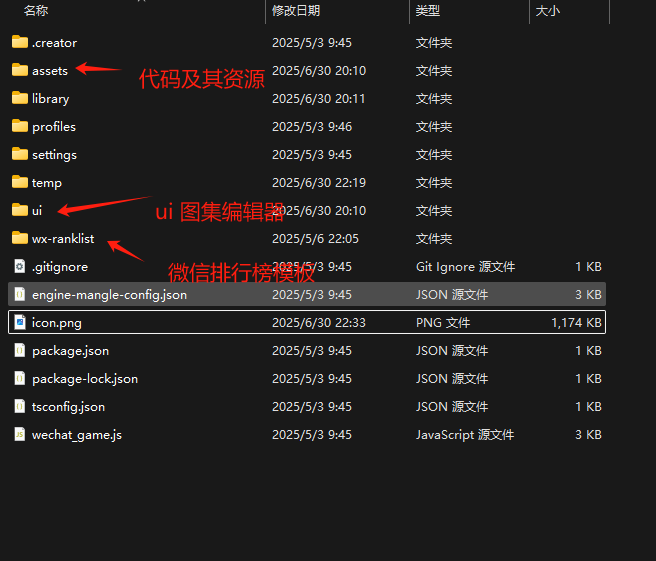 名称 修改日期 类型 大小
.creator 2025/5/3 9:45 文件夹
assets 2025/6/30 20:10 文件夹
代码及其资源
library 2025/6/30 20:11 文件夹
profiles 2025/5/3 9:46 文件夹
settings 2025/5/3 9:45 文件夹
temp 2025/6/30 22:19 文件夹
ui 2025/6/30 20:10 文件夹
ui 图集编辑器
wx-ranklist 2025/5/6 22:05 文件夹
微信排行榜模板
.gitignore 2025/5/3 9:45 Git Ignore 源文件 1 KB
engine-mangle-config.json 2025/5/3 9:45 JSON 源文件 3 KB
icon.png 2025/6/30 22:33 PNG 文件 1,174 KB
package.json 2025/5/3 9:45 JSON 源文件 1 KB
package-lock.json 2025/5/3 9:45 JSON 源文件 1 KB
tsconfig.json 2025/5/3 9:45 JSON 源文件 1 KB
wechat_game.js 2025/5/3 9:45 JavaScript 源文件 3 KB